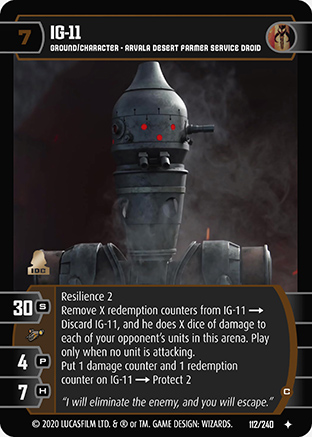 7
IG-11
GROUND/CHARACTER • ARVALA DESERT FARMER SERVICE DROID
IDC
30 S
4 P
7 H
Resilience 2
Remove X redemption counters from IG-11 →
Discard IG-11, and he does X dice of damage to
each of your opponent's units in this arena. Play
only when no unit is attacking.
Put 1 damage counter and 1 redemption
counter on IG-11 → Protect 2
"I will eliminate the enemy, and you will escape."
C
© 2020 LUCASFILM LTD. & ® or TM. GAME DESIGN: WIZARDS. 112/240